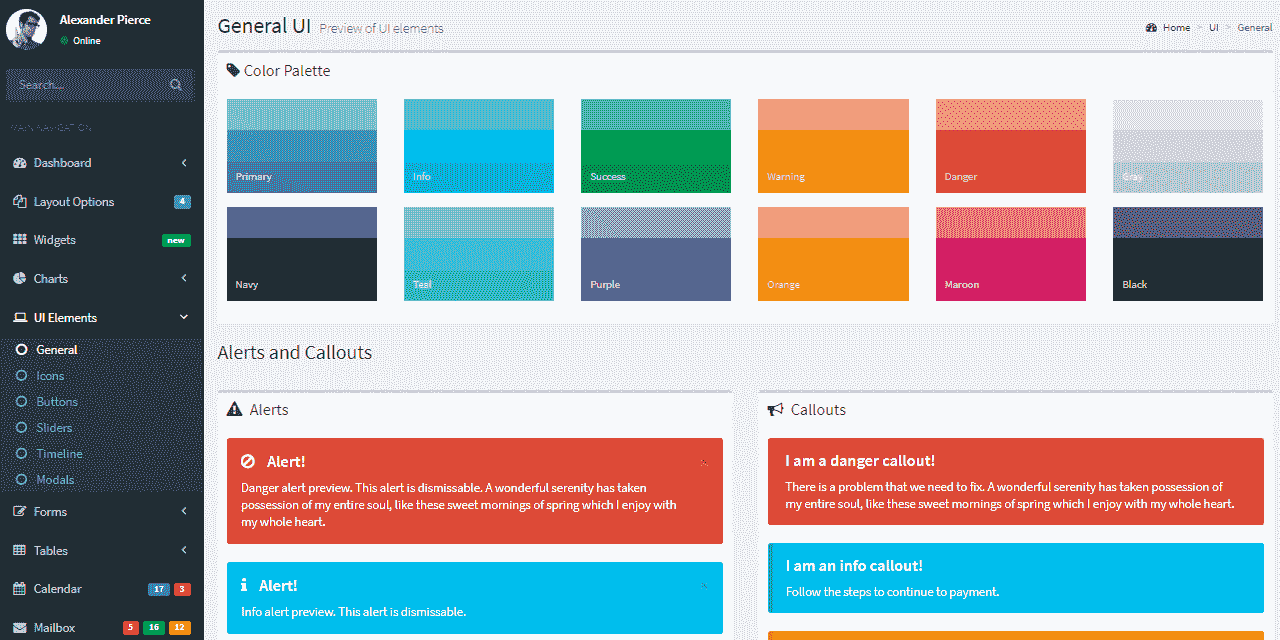 Alexander Pierce
Online
Search...
MAIN NAVIGATION
Dashboard
Layout Options 4
Widgets new
Charts
UI Elements
General
Icons
Buttons
Sliders
Timeline
Modals
Forms
Tables
Calendar 17 3
Mailbox 5 16 12
General UI Preview of UI elements
Home > UI > General
Color Palette
Primary
Info
Success
Warning
Danger
Gray
Navy
Teal
Purple
Orange
Maroon
Black
Alerts and Callouts
Alerts
Alert!
Danger alert preview. This alert is dismissable. A wonderful serenity has taken
possession of my entire soul, like these sweet mornings of spring which I enjoy with
my whole heart.
Alert!
Info alert preview. This alert is dismissable.
Callouts
I am a danger callout!
There is a problem that we need to fix. A wonderful serenity has taken possession of
my entire soul, like these sweet mornings of spring which I enjoy with my whole heart.
I am an info callout!
Follow the steps to continue to payment.